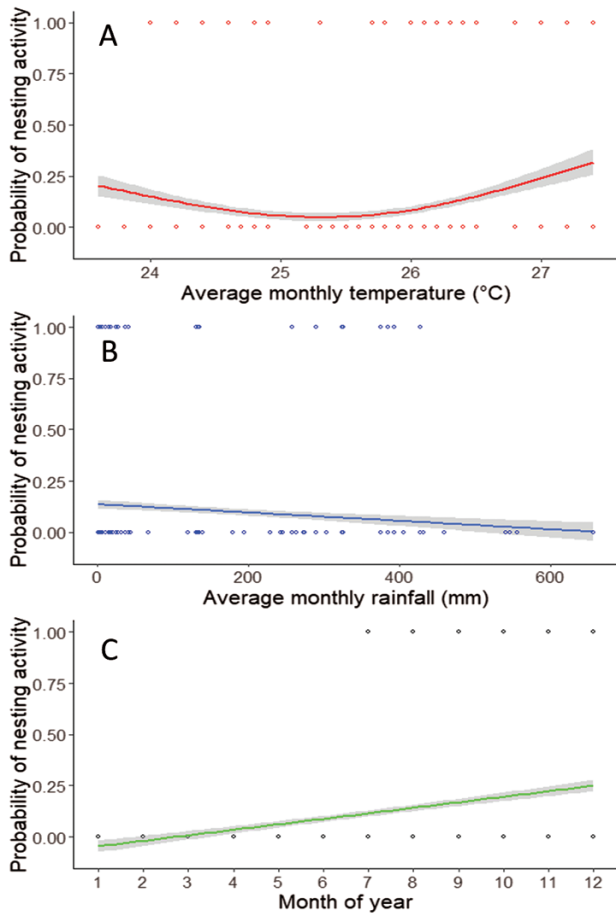 A
Probability of nesting activity
1.00
0.75
0.50
0.25
0.00
24 25 26 27
Average monthly temperature (°C)
B
Probability of nesting activity
1.00
0.75
0.50
0.25
0.00
0 200 400 600
Average monthly rainfall (mm)
C
Probability of nesting activity
1.00
0.75
0.50
0.25
0.00
1 2 3 4 5 6 7 8 9 10 11 12
Month of year